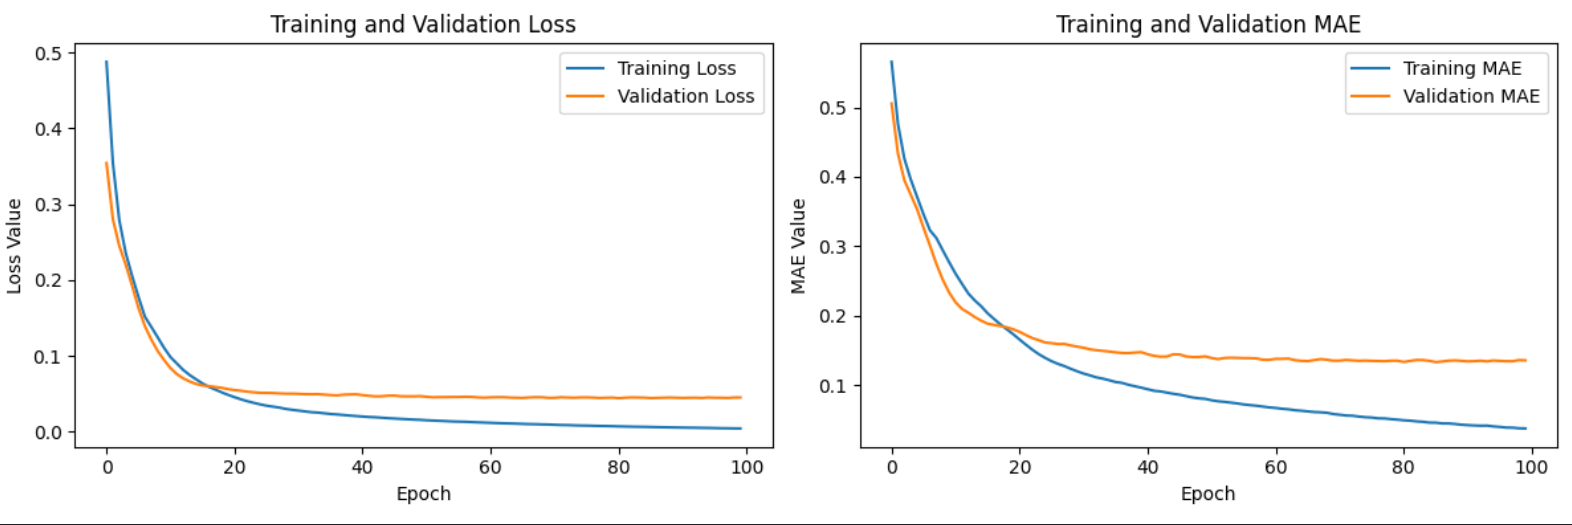 Training and Validation Loss
0.5
0.4
0.3
0.2
0.1
0.0
Loss Value
Training Loss
Validation Loss
0 20 40 60 80 100
Epoch
Training and Validation MAE
0.5
0.4
0.3
0.2
0.1
MAE Value
Training MAE
Validation MAE
0 20 40 60 80 100
Epoch